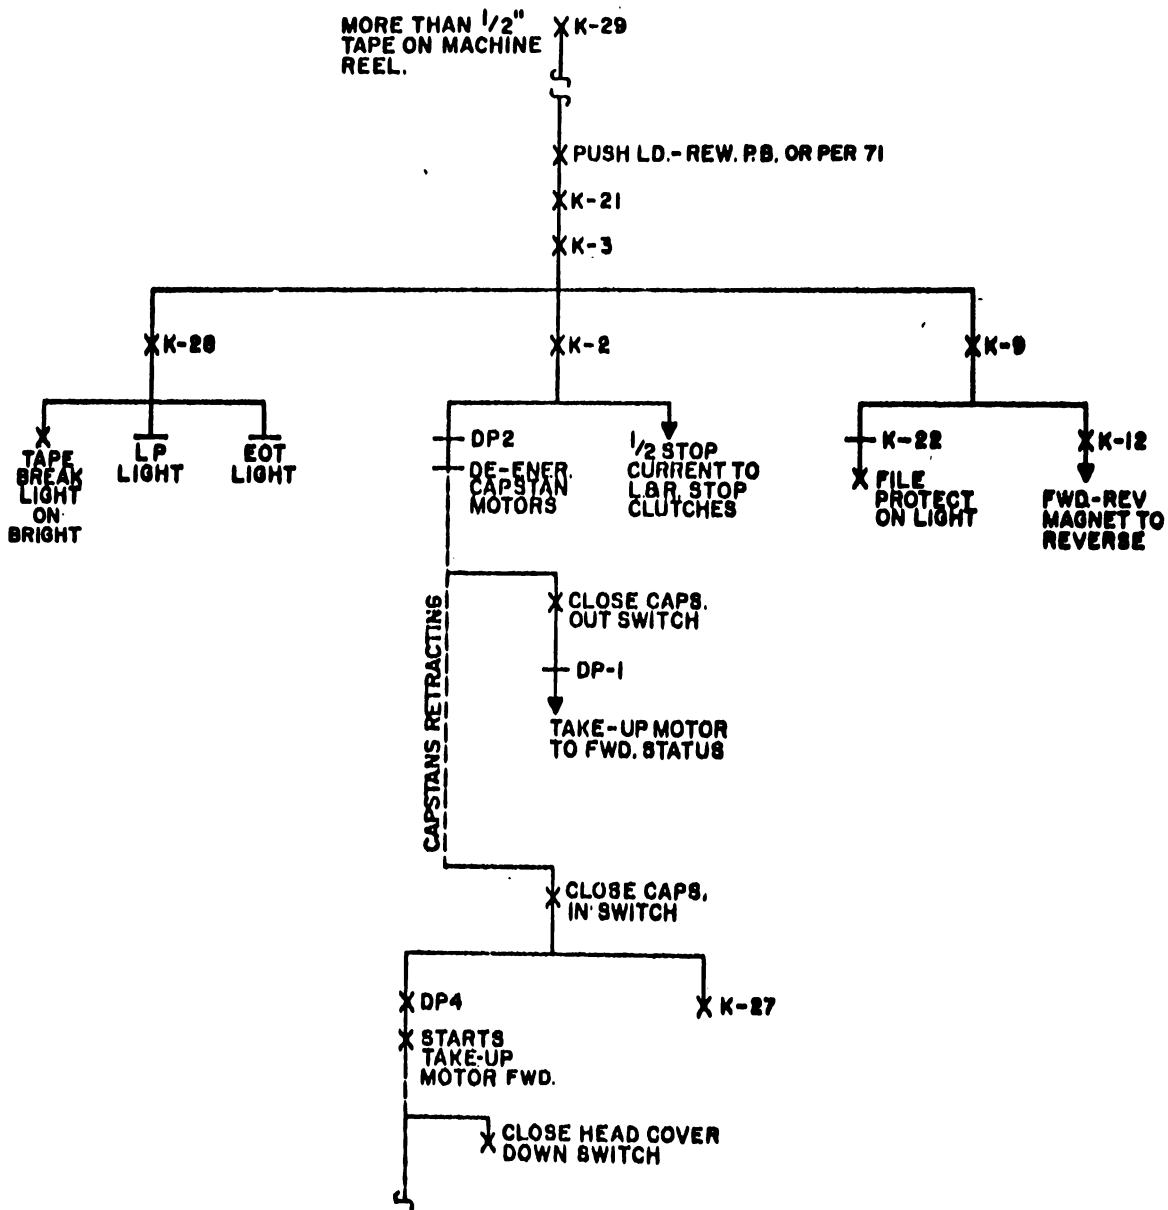 MORE THAN 1/2"
TAPE ON MACHINE
REEL.
K-29
PUSH LD.-REW. P.B. OR PER 71
K-21
K-3
K-28
K-2
K-9
TAPE
BREAK
LIGHT
ON
BRIGHT
LP
LIGHT
EOT
LIGHT
DP2
DE-ENER.
CAPSTAN
MOTORS
1/2 STOP
CURRENT TO
L&R. STOP
CLUTCHES
K-22
FILE
PROTECT
ON LIGHT
K-12
FWD.-REV
MAGNET TO
REVERSE
CAPSTANS RETRACTING
CLOSE CAPS.
OUT SWITCH
DP-1
TAKE-UP MOTOR
TO FWD. STATUS
CLOSE CAPS.
IN SWITCH
DP4
STARTS
TAKE-UP
MOTOR FWD.
K-27
CLOSE HEAD COVER
DOWN SWITCH